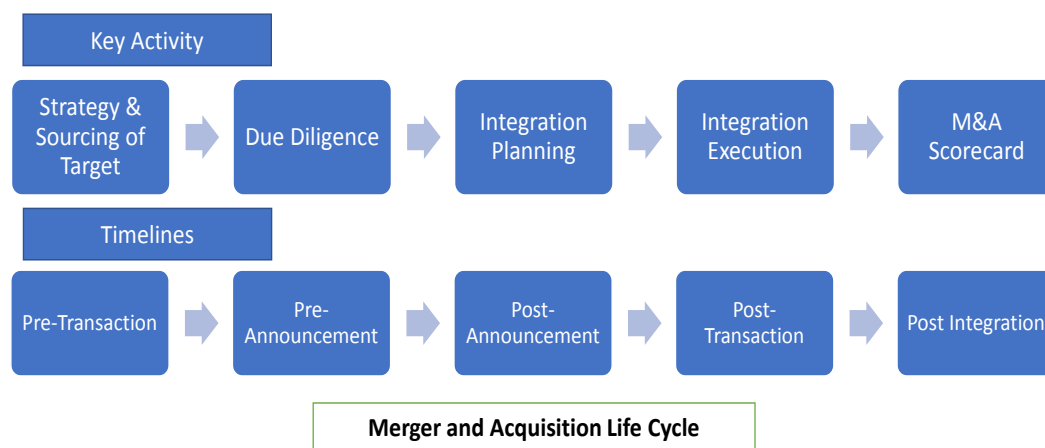 Key Activity
Strategy &
Sourcing of
Target
Due Diligence
Integration
Planning
Integration
Execution
M&A
Scorecard
Timelines
Pre-Transaction
Pre-
Announcement
Post-
Announcement
Post-
Transaction
Post Integration
Merger and Acquisition Life Cycle